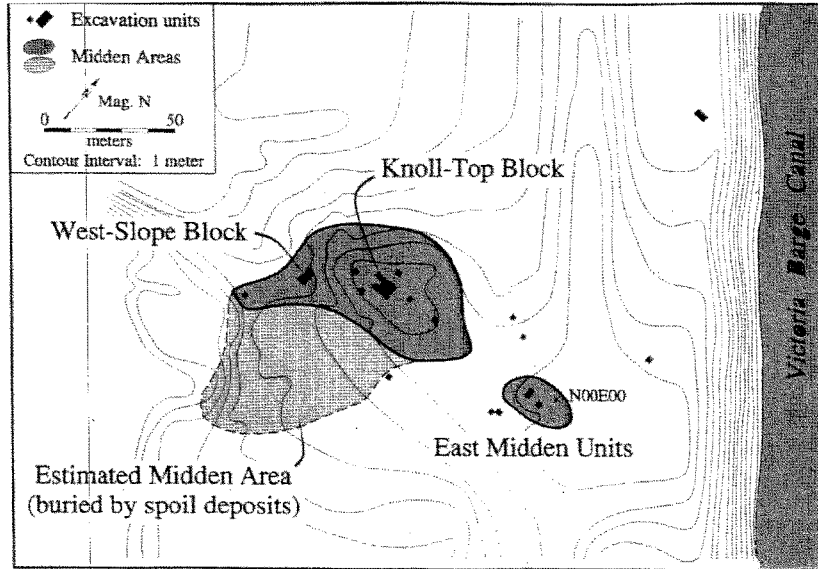 Excavation units
Midden Areas
Mag. N
0 50
meters
Contour Interval: 1 meter
Knoll-Top Block
West-Slope Block
Victoria Barge Canal
N00E00
East Midden Units
Estimated Midden Area
(buried by spoil deposits)